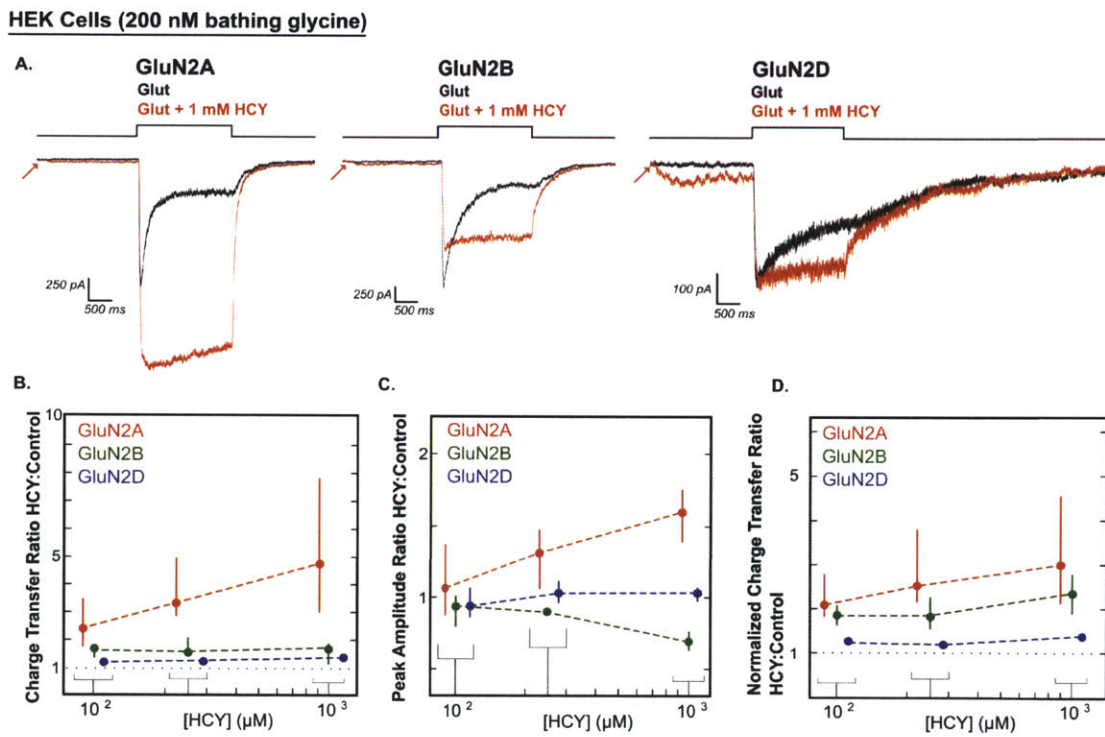 HEK Cells (200 nM bathing glycine)
A.
GluN2A
Glut
Glut + 1 mM HCY
250 pA
500 ms
GluN2B
Glut
Glut + 1 mM HCY
250 pA
500 ms
GluN2D
Glut
Glut + 1 mM HCY
100 pA
500 ms
B.
Charge Transfer Ratio HCY:Control
10
5
1
GluN2A
GluN2B
GluN2D
10 2
10 3
[HCY] (µM)
C.
Peak Amplitude Ratio HCY:Control
2
1
GluN2A
GluN2B
GluN2D
10 2
10 3
[HCY] (µM)
D.
Normalized Charge Transfer Ratio
HCY:Control
5
1
GluN2A
GluN2B
GluN2D
10 2
10 3
[HCY] (µM)